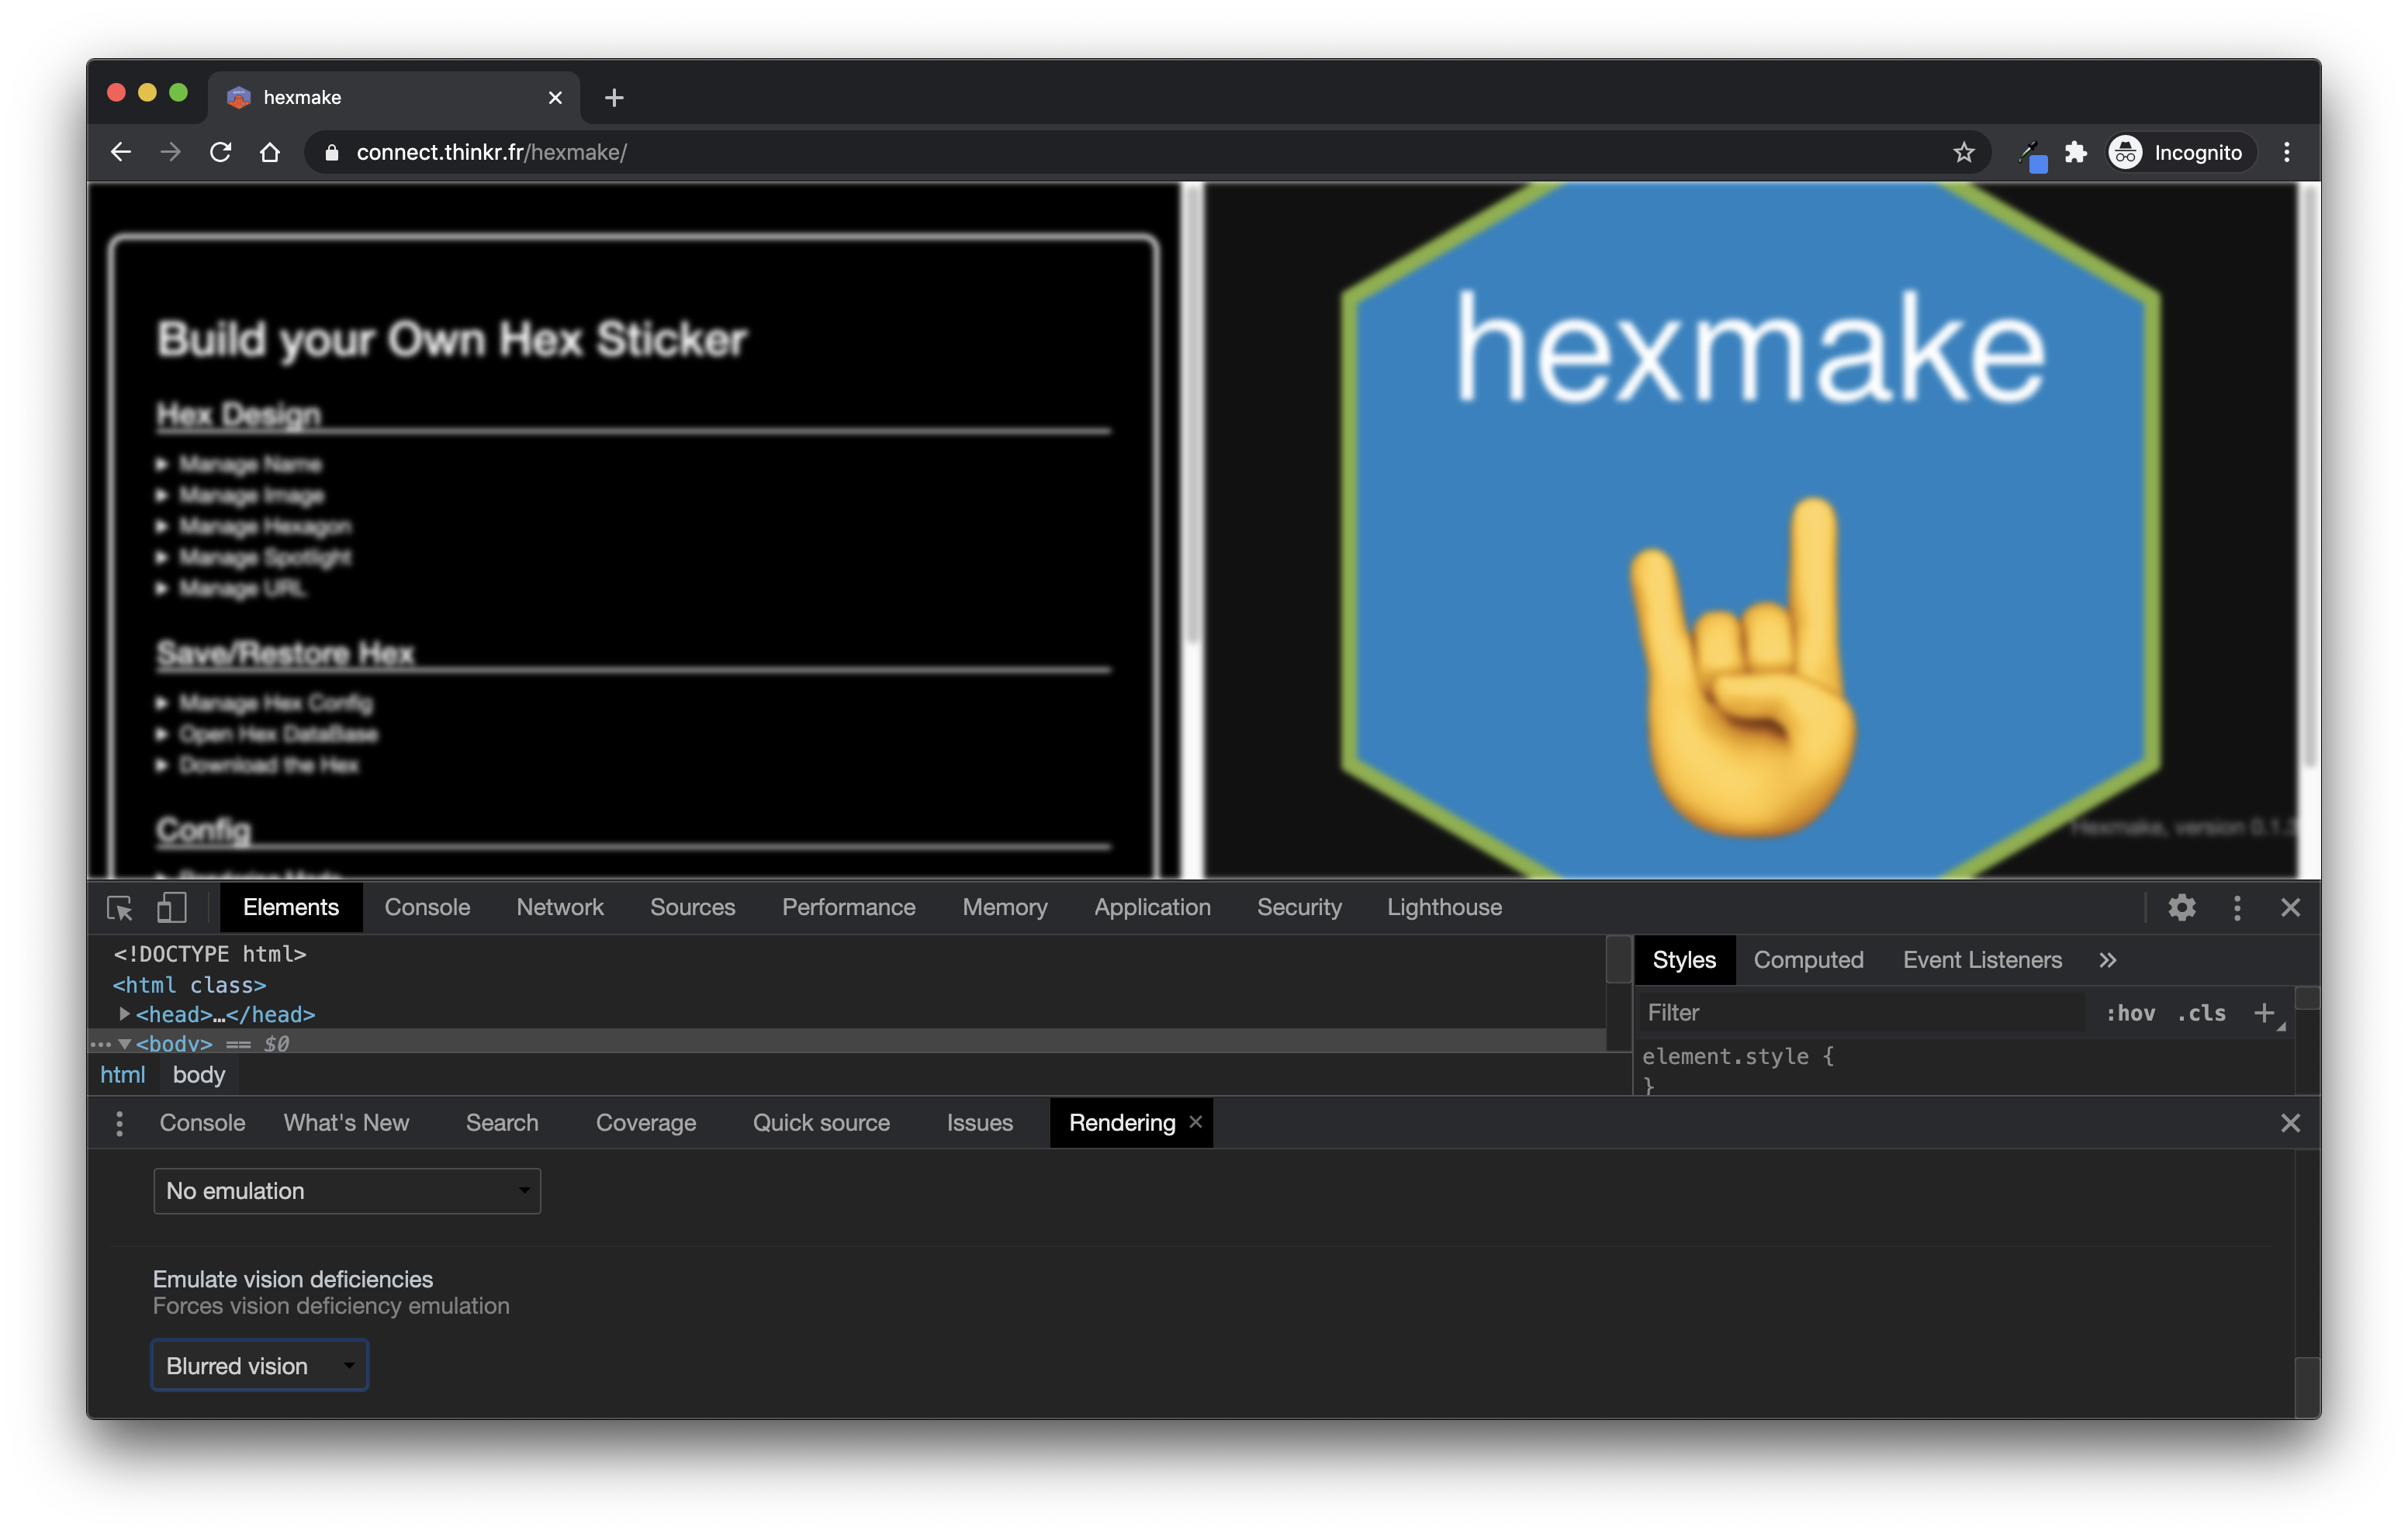 hexmake
connect.thinkr.fr/hexmake/
Incognito
Build your Own Hex Sticker
Hex Design
Manage Name
Manage Image
Manage Hexagon
Manage Spotlight
Manage URL
Save/Restore Hex
Manage Hex Config
Open Hex DataBase
Download the Hex
Config
hexmake
Hexmake, version 0.1.
Elements Console Network Sources Performance Memory Application Security Lighthouse
<!DOCTYPE html>
<html class>
<head>…</head>
<body> == $0
html body
Styles Computed Event Listeners »
Filter :hov .cls +
element.style {
}
Console What's New Search Coverage Quick source Issues Rendering ×
No emulation
Emulate vision deficiencies
Forces vision deficiency emulation
Blurred vision